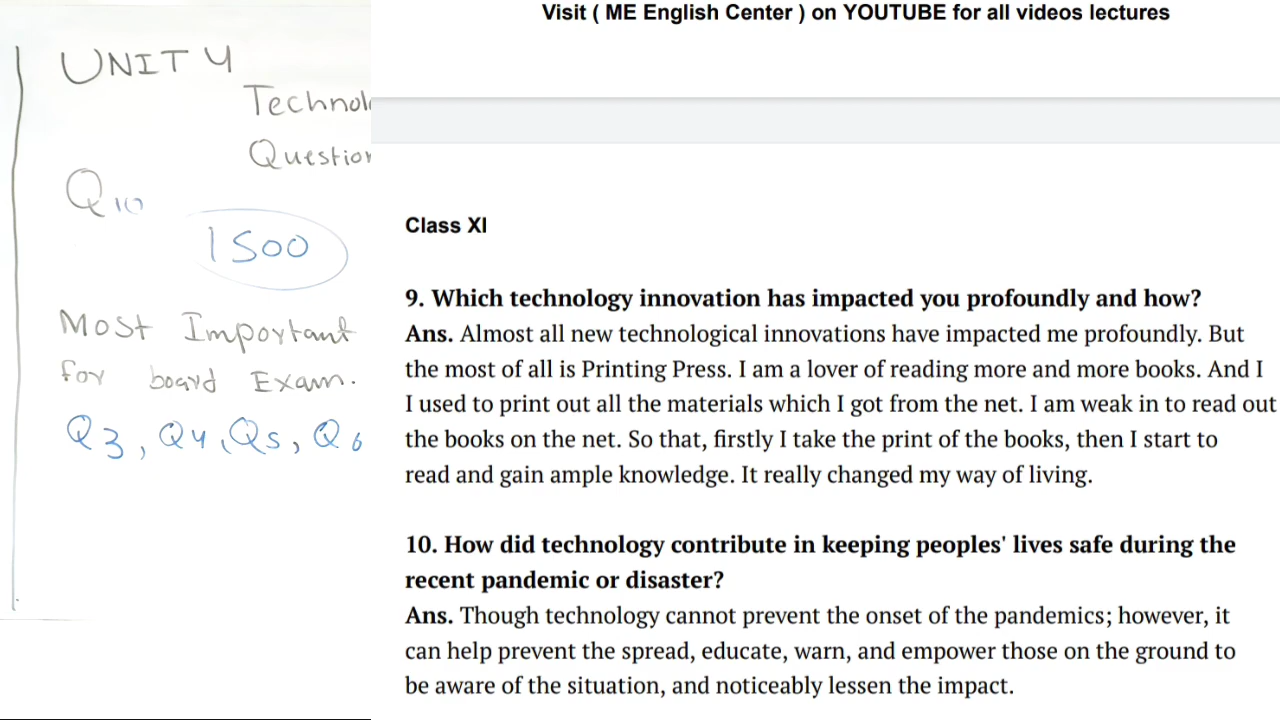 Visit ( ME English Center ) on YOUTUBE for all videos lectures
UNIT 4
Technol
Question
Q10
1500
Most Important
for board Exam.
Q3, Q4, Q5, Q6
Class XI
9. Which technology innovation has impacted you profoundly and how?
Ans. Almost all new technological innovations have impacted me profoundly. But
the most of all is Printing Press. I am a lover of reading more and more books. And I
I used to print out all the materials which I got from the net. I am weak in to read out
the books on the net. So that, firstly I take the print of the books, then I start to
read and gain ample knowledge. It really changed my way of living.
10. How did technology contribute in keeping peoples' lives safe during the
recent pandemic or disaster?
Ans. Though technology cannot prevent the onset of the pandemics; however, it
can help prevent the spread, educate, warn, and empower those on the ground to
be aware of the situation, and noticeably lessen the impact.